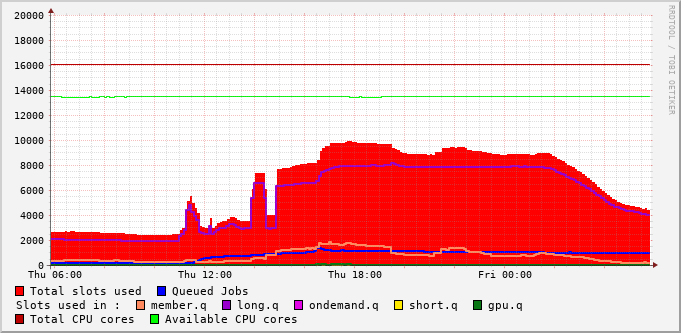 20000
18000
16000
14000
12000
10000
8000
6000
4000
2000
0
Thu 06:00 Thu 12:00 Thu 18:00 Fri 00:00
Total slots used Queued Jobs
Slots used in : member.q long.q ondemand.q short.q gpu.q
Total CPU cores Available CPU cores
RRDTOOL / TOBI OETIKER